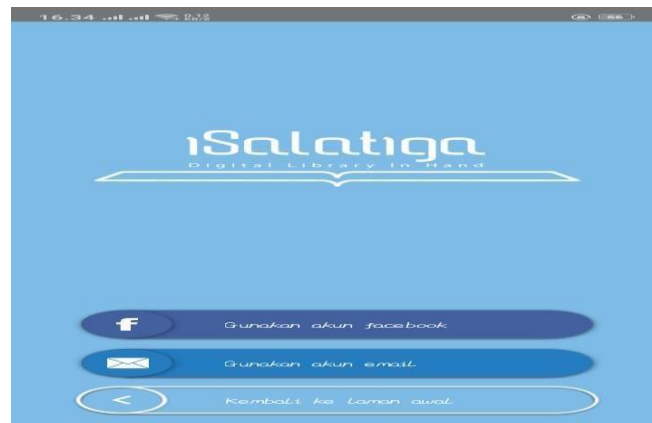 16.34
iSalatiga
Digital Library In Hand
Gunakan akun facebook
Gunakan akun email
Kembali ke laman awal